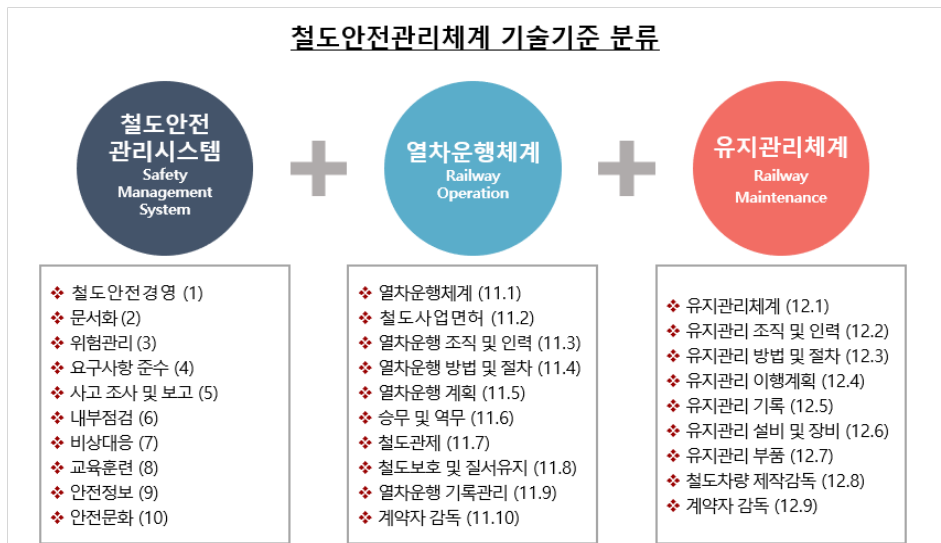 철도안전관리체계 기술기준 분류
철도안전
관리시스템
Safety
Management
System
열차운행체계
Railway
Operation
유지관리체계
Railway
Maintenance
❖ 철도안전경영 (1)
❖ 문서화 (2)
❖ 위험관리 (3)
❖ 요구사항 준수 (4)
❖ 사고 조사 및 보고 (5)
❖ 내부점검 (6)
❖ 비상대응 (7)
❖ 교육훈련 (8)
❖ 안전정보 (9)
❖ 안전문화 (10)
❖ 열차운행체계 (11.1)
❖ 철도사업면허 (11.2)
❖ 열차운행 조직 및 인력 (11.3)
❖ 열차운행 방법 및 절차 (11.4)
❖ 열차운행 계획 (11.5)
❖ 승무 및 역무 (11.6)
❖ 철도관제 (11.7)
❖ 철도보호 및 질서유지 (11.8)
❖ 열차운행 기록관리 (11.9)
❖ 계약자 감독 (11.10)
❖ 유지관리체계 (12.1)
❖ 유지관리 조직 및 인력 (12.2)
❖ 유지관리 방법 및 절차 (12.3)
❖ 유지관리 이행계획 (12.4)
❖ 유지관리 기록 (12.5)
❖ 유지관리 설비 및 장비 (12.6)
❖ 유지관리 부품 (12.7)
❖ 철도차량 제작감독 (12.8)
❖ 계약자 감독 (12.9)